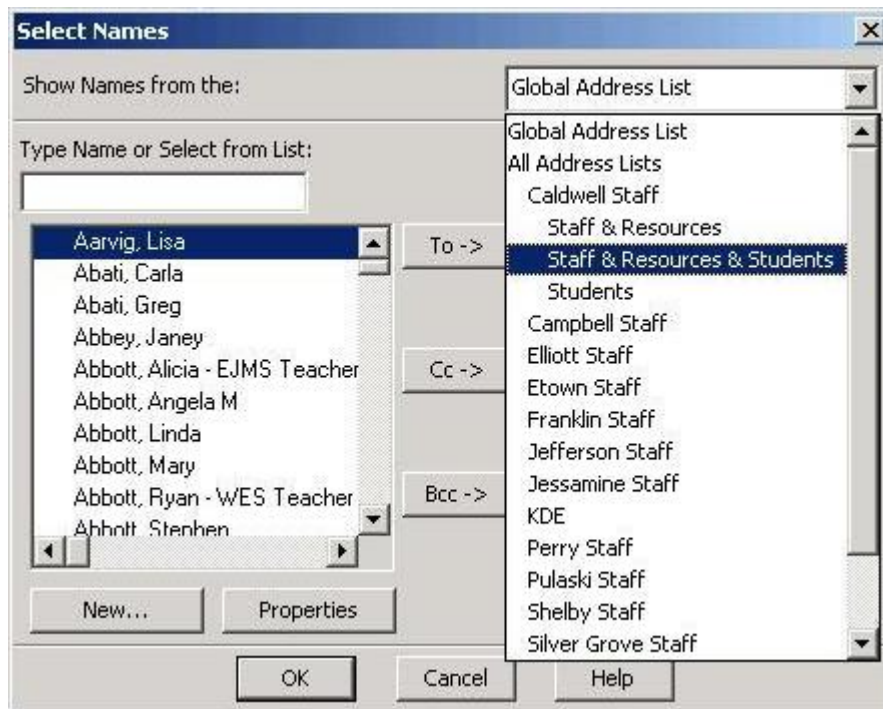 Select Names
Show Names from the:
Global Address List
Type Name or Select from List:
Aarvig, Lisa
Abati, Carla
Abati, Greg
Abbey, Janey
Abbott, Alicia - EJMS Teacher
Abbott, Angela M
Abbott, Linda
Abbott, Mary
Abbott, Ryan - WES Teacher
Abbott, Stephen
To ->
Cc ->
Bcc ->
Global Address List
All Address Lists
Caldwell Staff
Staff & Resources
Staff & Resources & Students
Students
Campbell Staff
Elliott Staff
Etown Staff
Franklin Staff
Jefferson Staff
Jessamine Staff
KDE
Perry Staff
Pulaski Staff
Shelby Staff
Silver Grove Staff
New...
Properties
OK
Cancel
Help